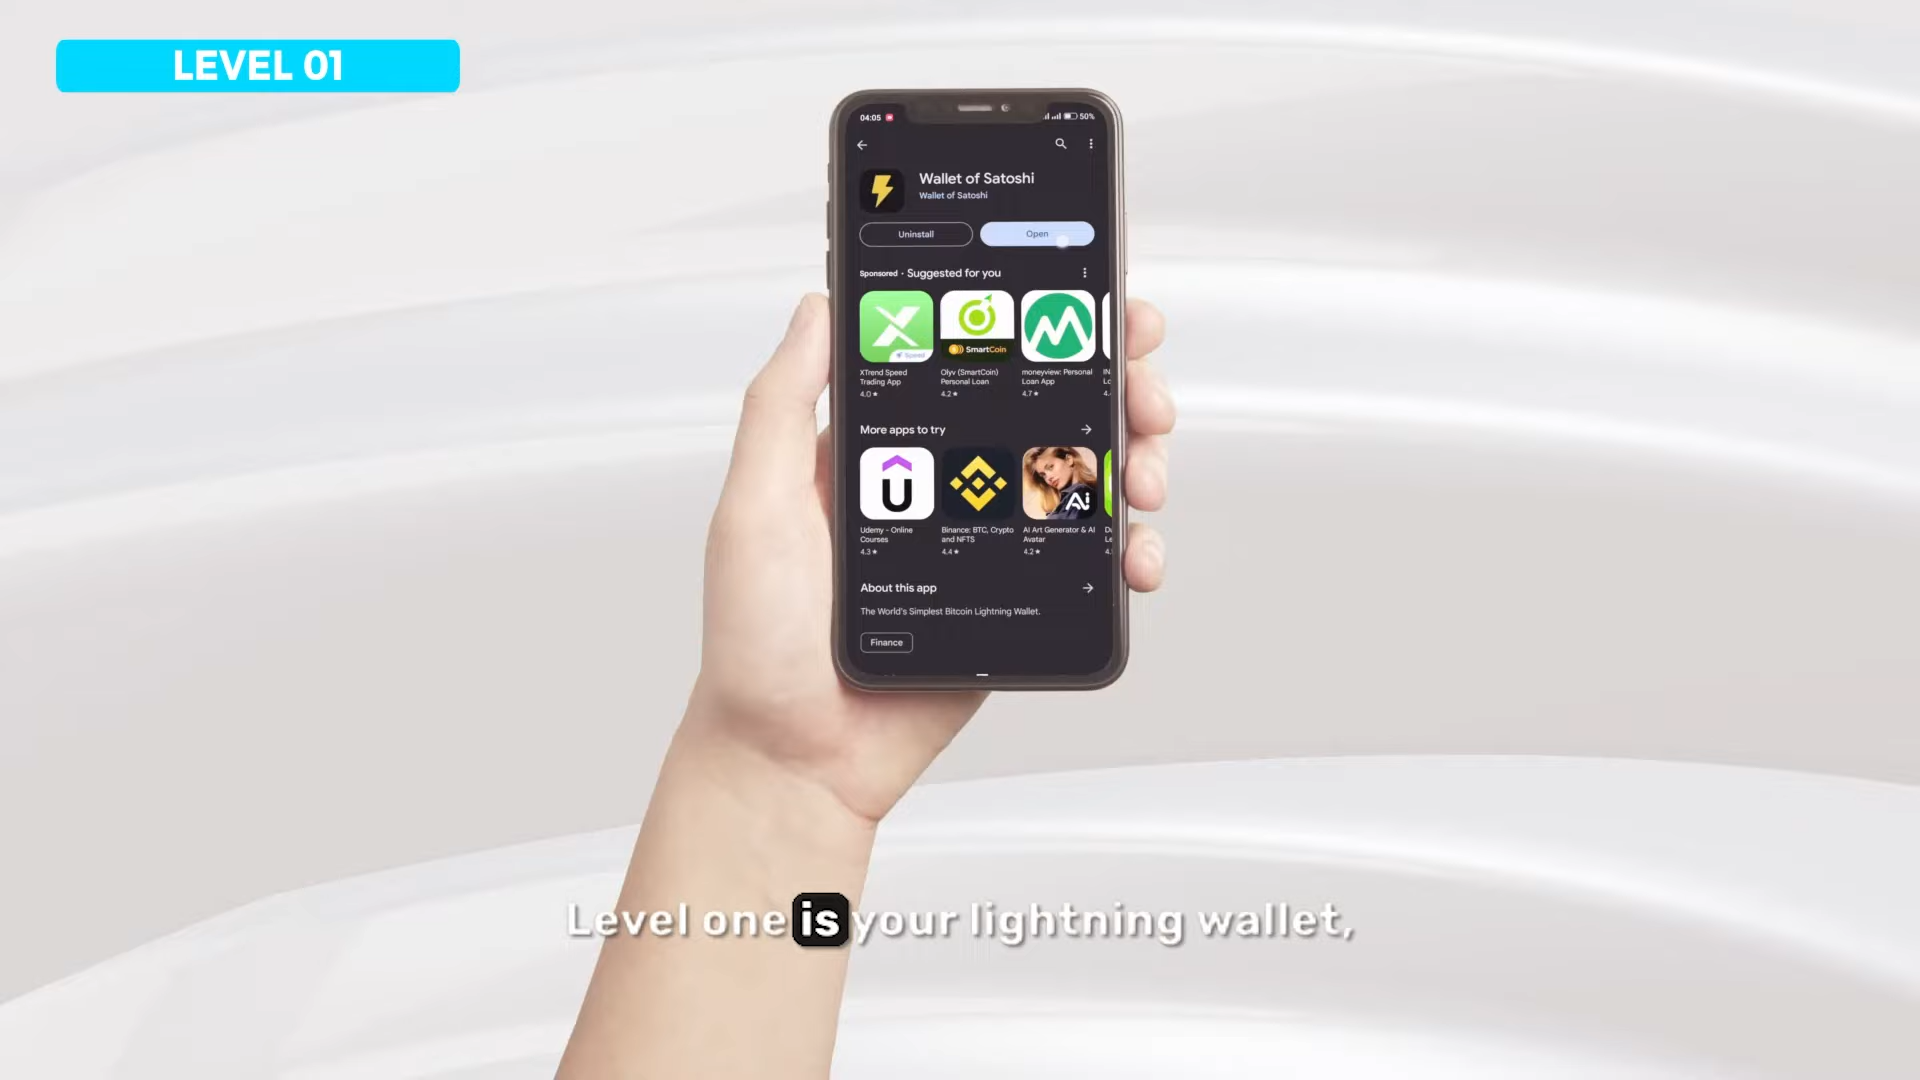 LEVEL 01
04:05
50%
Wallet of Satoshi
Wallet of Satoshi
Uninstall
Open
Sponsored · Suggested for you
SmartCoin
XTrend Speed
Trading App
4.0★
Olyv (SmartCoin)
Personal Loan
4.2★
moneyview: Personal
Loan App
4.7★
More apps to try
Ai
Udemy - Online
Courses
4.3★
Binance: BTC, Crypto
and NFTS
4.4★
AI Art Generator & AI
Avatar
4.2★
About this app
The World's Simplest Bitcoin Lightning Wallet.
Finance
Level one is your lightning wallet,